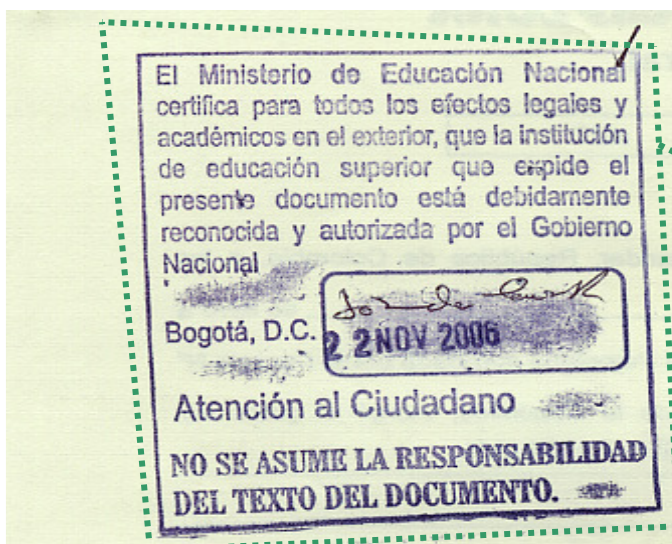 El Ministerio de Educación Nacional
certifica para todos los efectos legales y
académicos en el exterior, que la institución
de educación superior que expide el
presente documento está debidamente
reconocida y autorizada por el Gobierno
Nacional
Bogotá, D.C.
22 NOV 2006
Atención al Ciudadano
NO SE ASUME LA RESPONSABILIDAD
DEL TEXTO DEL DOCUMENTO.